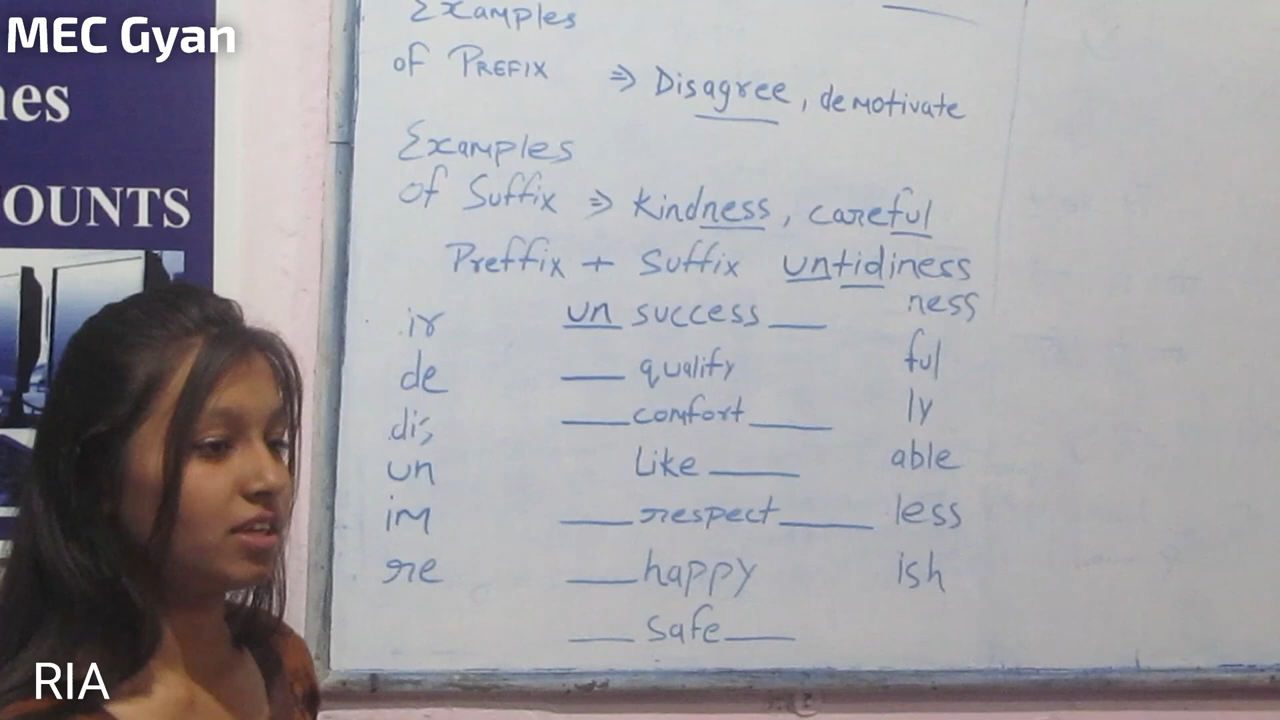 MEC Gyan
nes
OUNTS
Examples
of PREFIX ⇒ Disagree, demotivate
Examples
of Suffix ⇒ Kindness, careful
Preffix + Suffix untidiness
ir un success ___ ness
de ___ qualify ful
dis ___ comfort ___ ly
un Like ___ able
im ___ respect ___ less
re ___ happy ish
___ safe ___
RIA